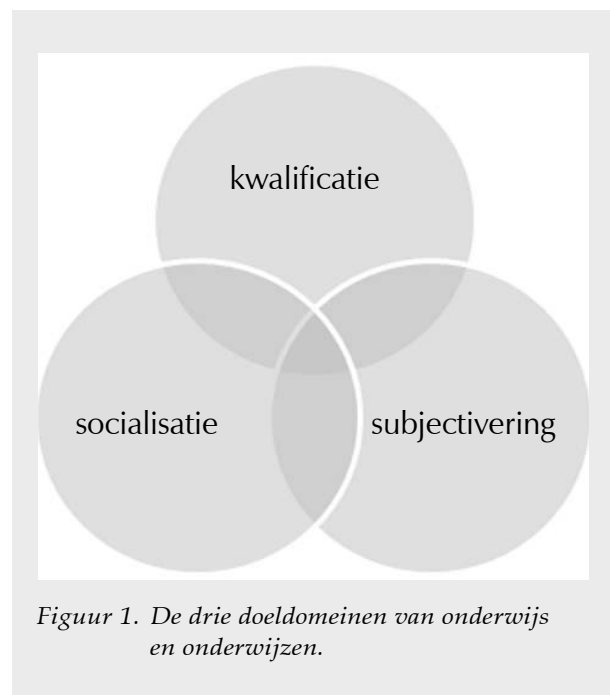 kwalificatie
socialisatie
subjectivering
Figuur 1. De drie doeldomeinen van onderwijs
en onderwijzen.